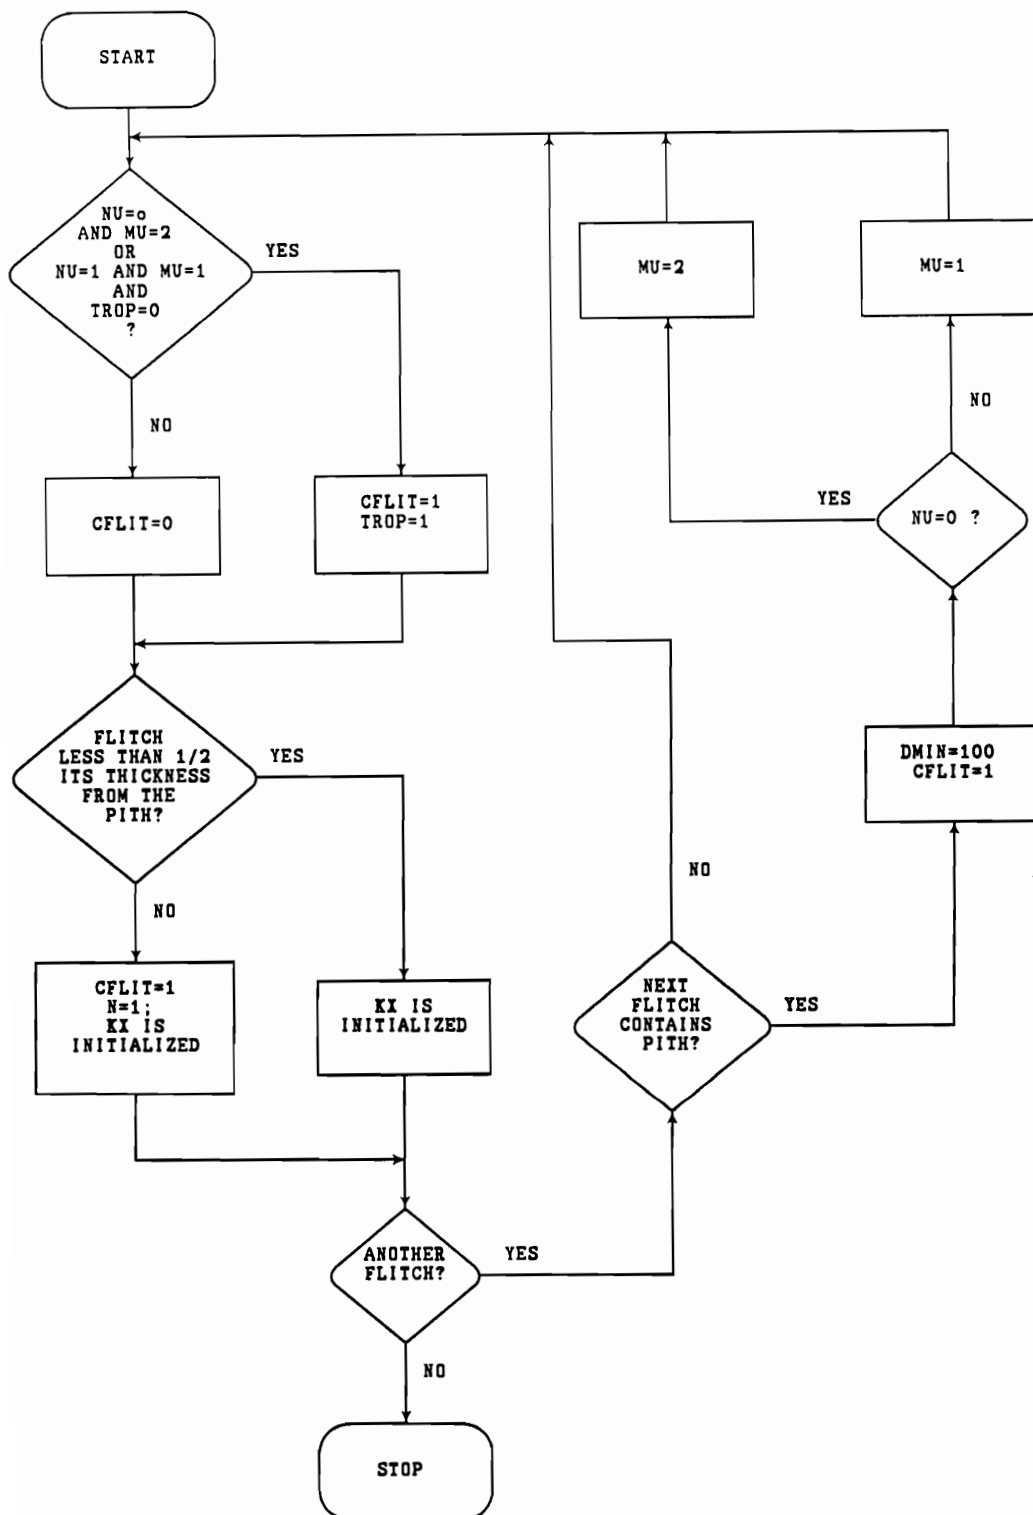 START
NU=o
AND MU=2
OR
NU=1 AND MU=1
AND
TROP=0
?
YES
NO
CFLIT=0
CFLIT=1
TROP=1
FLITCH
LESS THAN 1/2
ITS THICKNESS
FROM THE
PITH?
YES
NO
CFLIT=1
N=1;
KX IS
INITIALIZED
KX IS
INITIALIZED
ANOTHER
FLITCH?
YES
NO
STOP
NEXT
FLITCH
CONTAINS
PITH?
NO
YES
DMIN=100
CFLIT=1
NU=0 ?
YES
NO
MU=2
MU=1